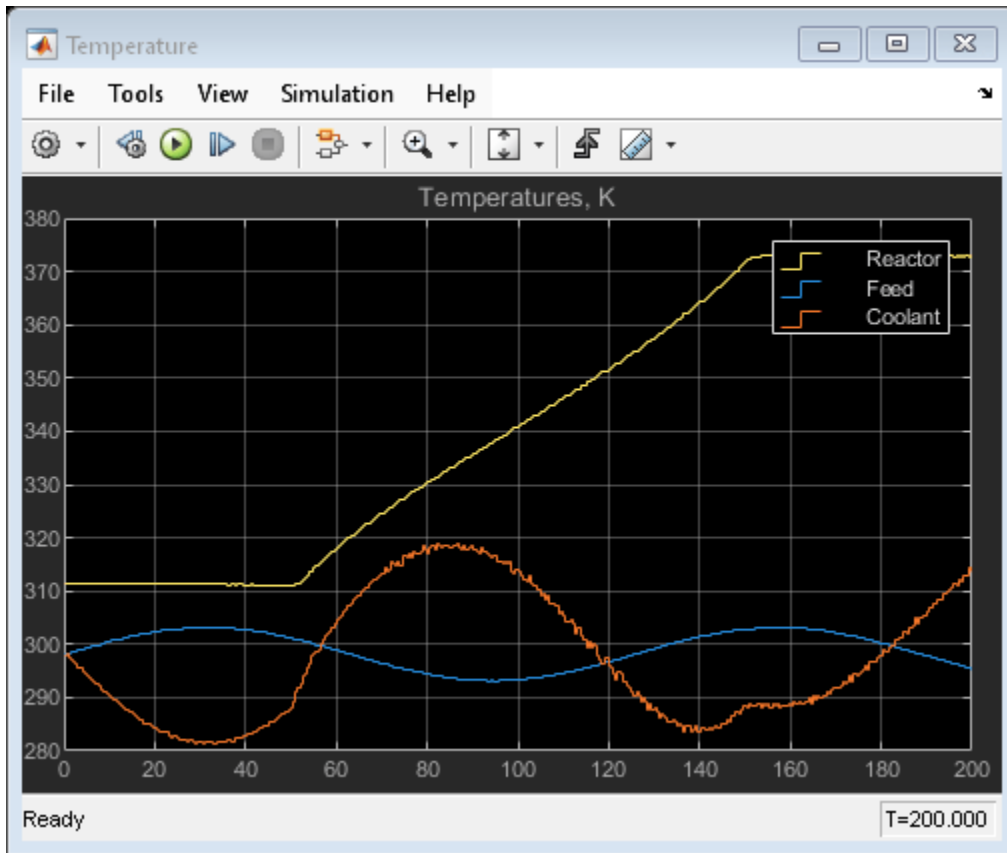 Temperature
File Tools View Simulation Help
Temperatures, K
380
370
360
350
340
330
320
310
300
290
280
Reactor
Feed
Coolant
0 20 40 60 80 100 120 140 160 180 200
Ready T=200.000